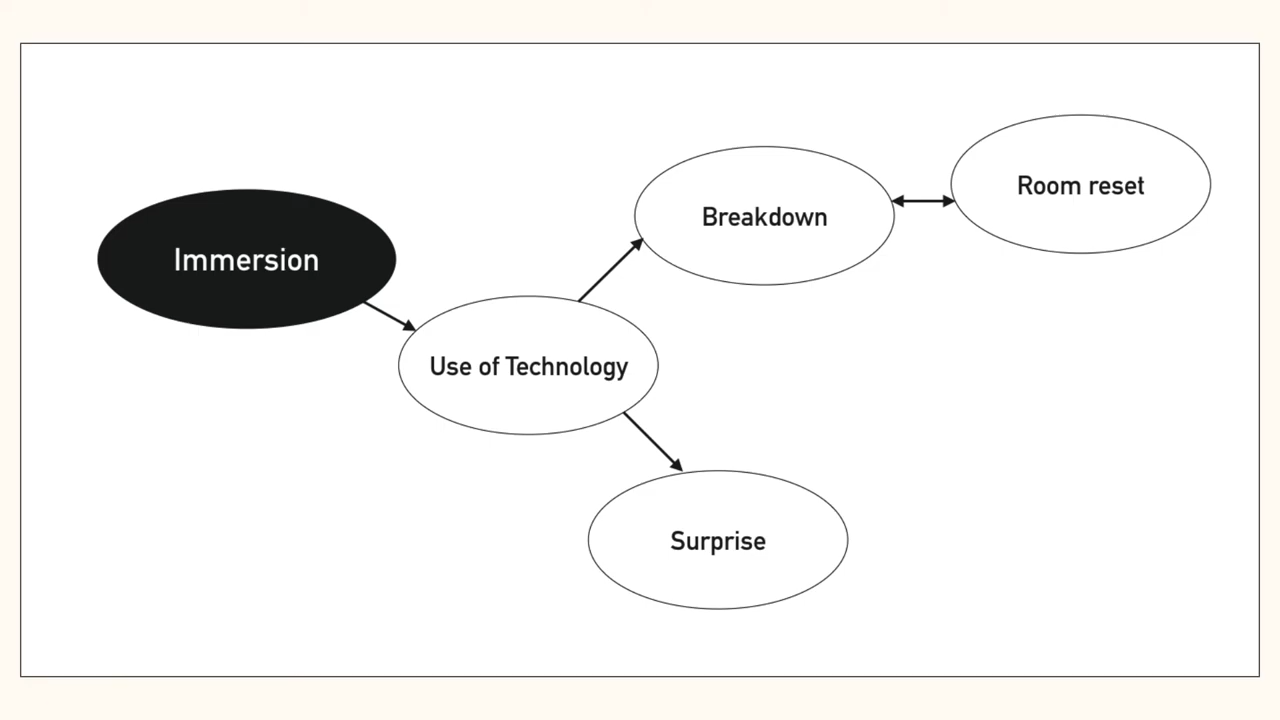 Immersion
Use of Technology
Breakdown
Room reset
Surprise